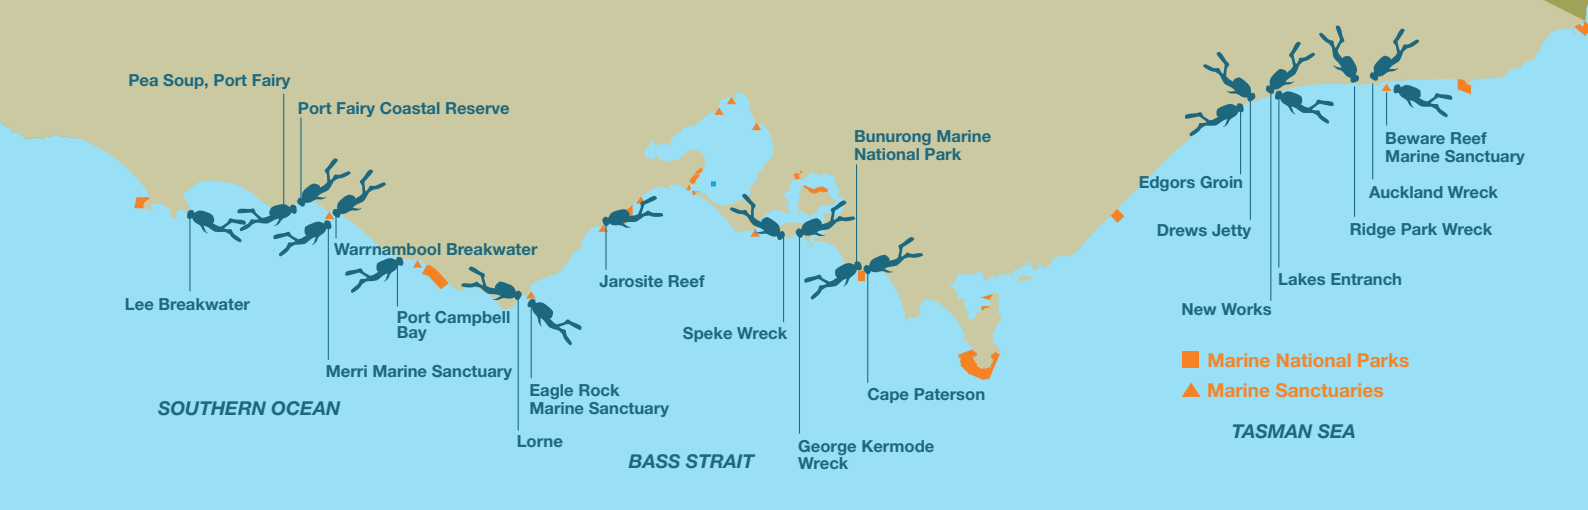 Pea Soup, Port Fairy
Port Fairy Coastal Reserve
Bunurong Marine
National Park
Beware Reef
Marine Sanctuary
Edgors Groin
Auckland Wreck
Drews Jetty
Ridge Park Wreck
Warrnambool Breakwater
Lee Breakwater
Jarosite Reef
Lakes Entranch
New Works
Port Campbell
Bay
Speke Wreck
Merri Marine Sanctuary
Marine National Parks
Eagle Rock
Marine Sanctuary
Cape Paterson
Marine Sanctuaries
SOUTHERN OCEAN
TASMAN SEA
Lorne
George Kermode
Wreck
BASS STRAIT